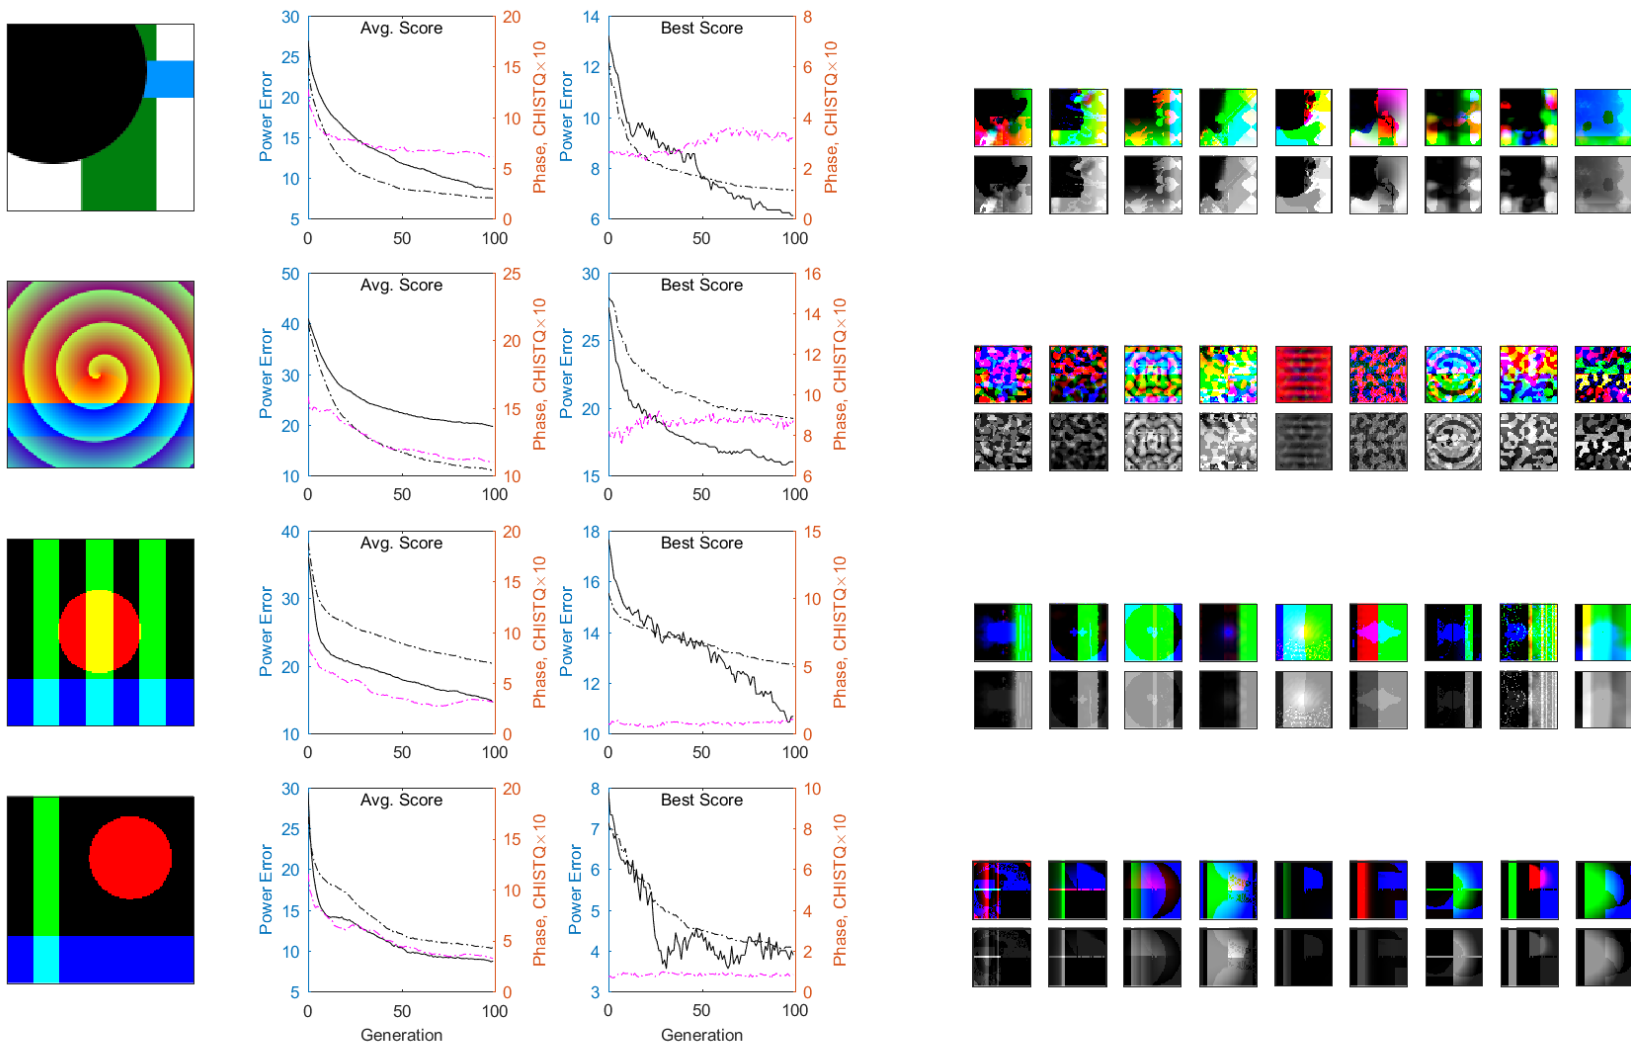 30 Avg. Score 20 14 Best Score 8
25 15 12 6
20 10 10 4
15 5 8 2
10 0 6 0
5
Power Error Phase, CHISTQ×10 Power Error Phase, CHISTQ×10
0 50 100 0 50 100
50 Avg. Score 25 30 Best Score 16
40 20 25 14
30 15 20 12
20 10 15 10
10 8
6
Power Error Phase, CHISTQ×10 Power Error Phase, CHISTQ×10
0 50 100 0 50 100
40 Avg. Score 20 18 Best Score 15
30 15 16 10
20 10 14 5
10 5 12 0
0 10
Power Error Phase, CHISTQ×10 Power Error Phase, CHISTQ×10
0 50 100 0 50 100
30 Avg. Score 20 8 Best Score 10
25 15 7 8
20 10 6 6
15 5 5 4
10 0 4 2
5 3 0
Power Error Phase, CHISTQ×10 Power Error Phase, CHISTQ×10
0 50 100 0 50 100
Generation Generation